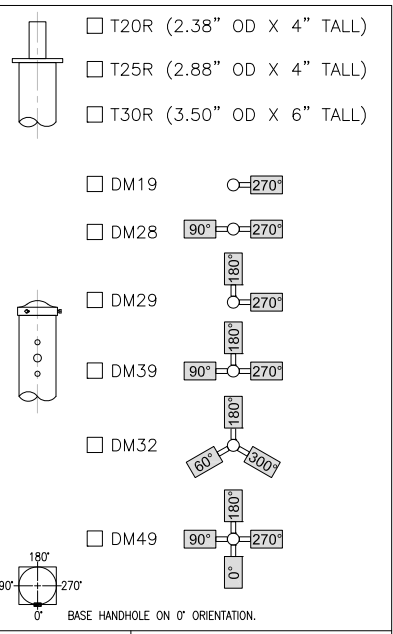 T20R (2.38” OD X 4” TALL)
T25R (2.88” OD X 4” TALL)
T30R (3.50” OD X 6” TALL)
DM19 270°
DM28 90° 270°
180°
DM29 270°
180°
DM39 90° 270°
180°
DM32 60° 300°
180°
DM49 90° 270°
0°
180°
90° 270°
0°
BASE HANDHOLE ON 0° ORIENTATION.